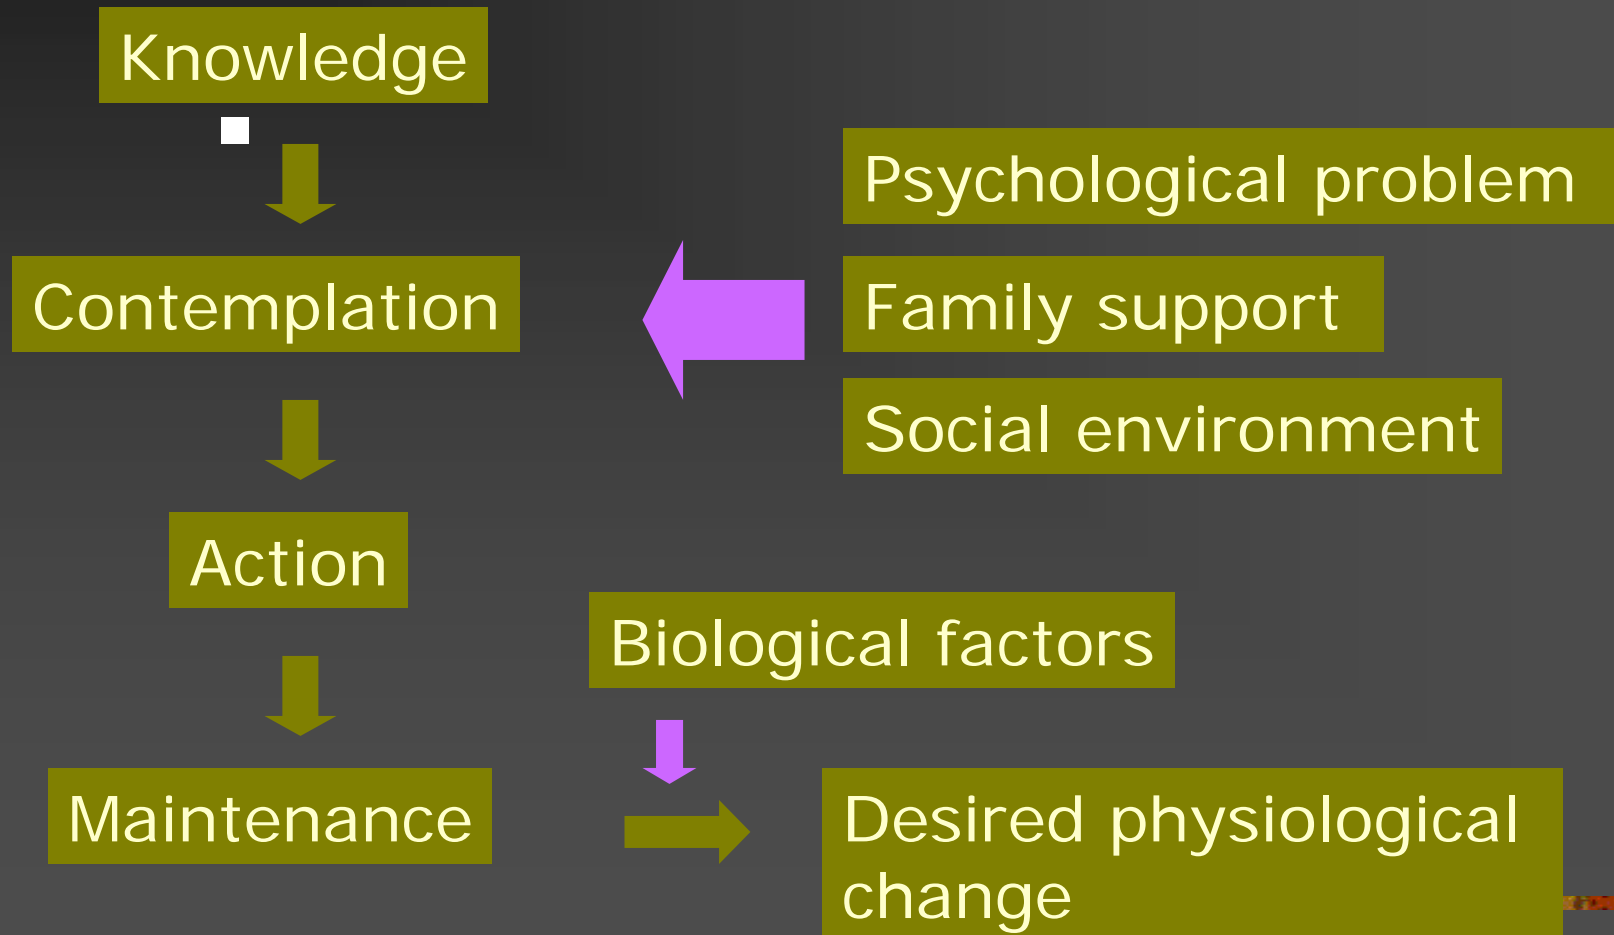 Knowledge
Psychological problem
Contemplation
Family support
Social environment
Action
Biological factors
Maintenance
Desired physiological
change